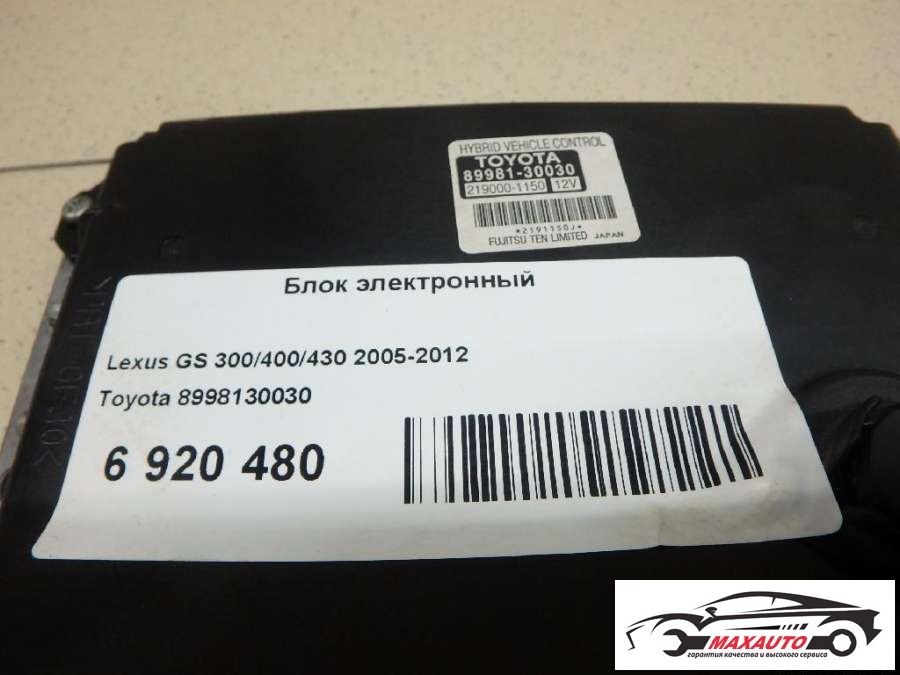 HYBRID VEHICLE CONTROL
TOYOTA
89981-30030
219000-1150 12V
*2191150J*
FUJITSU TEN LIMITED JAPAN
Блок электронный
Lexus GS 300/400/430 2005-2012
Toyota 8998130030
6 920 480
MAXAUTO
гарантия качества и высокого сервиса